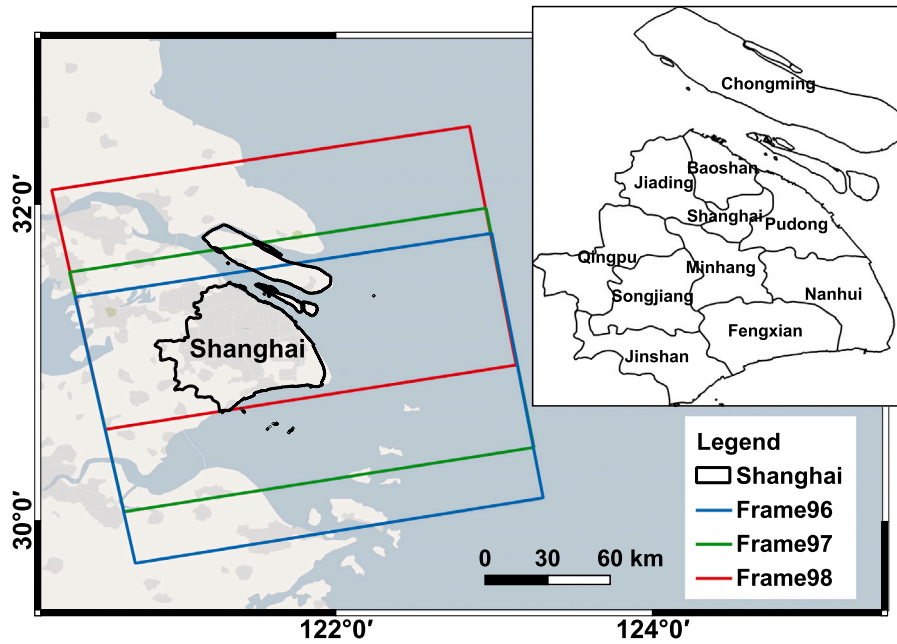 Chongming
Baoshan
Jiading
Shanghai
Pudong
Qingpu
Minhang
Songjiang
Nanhui
Fengxian
Jinshan
Shanghai
32°0′
30°0′
122°0′
124°0′
0 30 60 km
Legend
Shanghai
Frame96
Frame97
Frame98